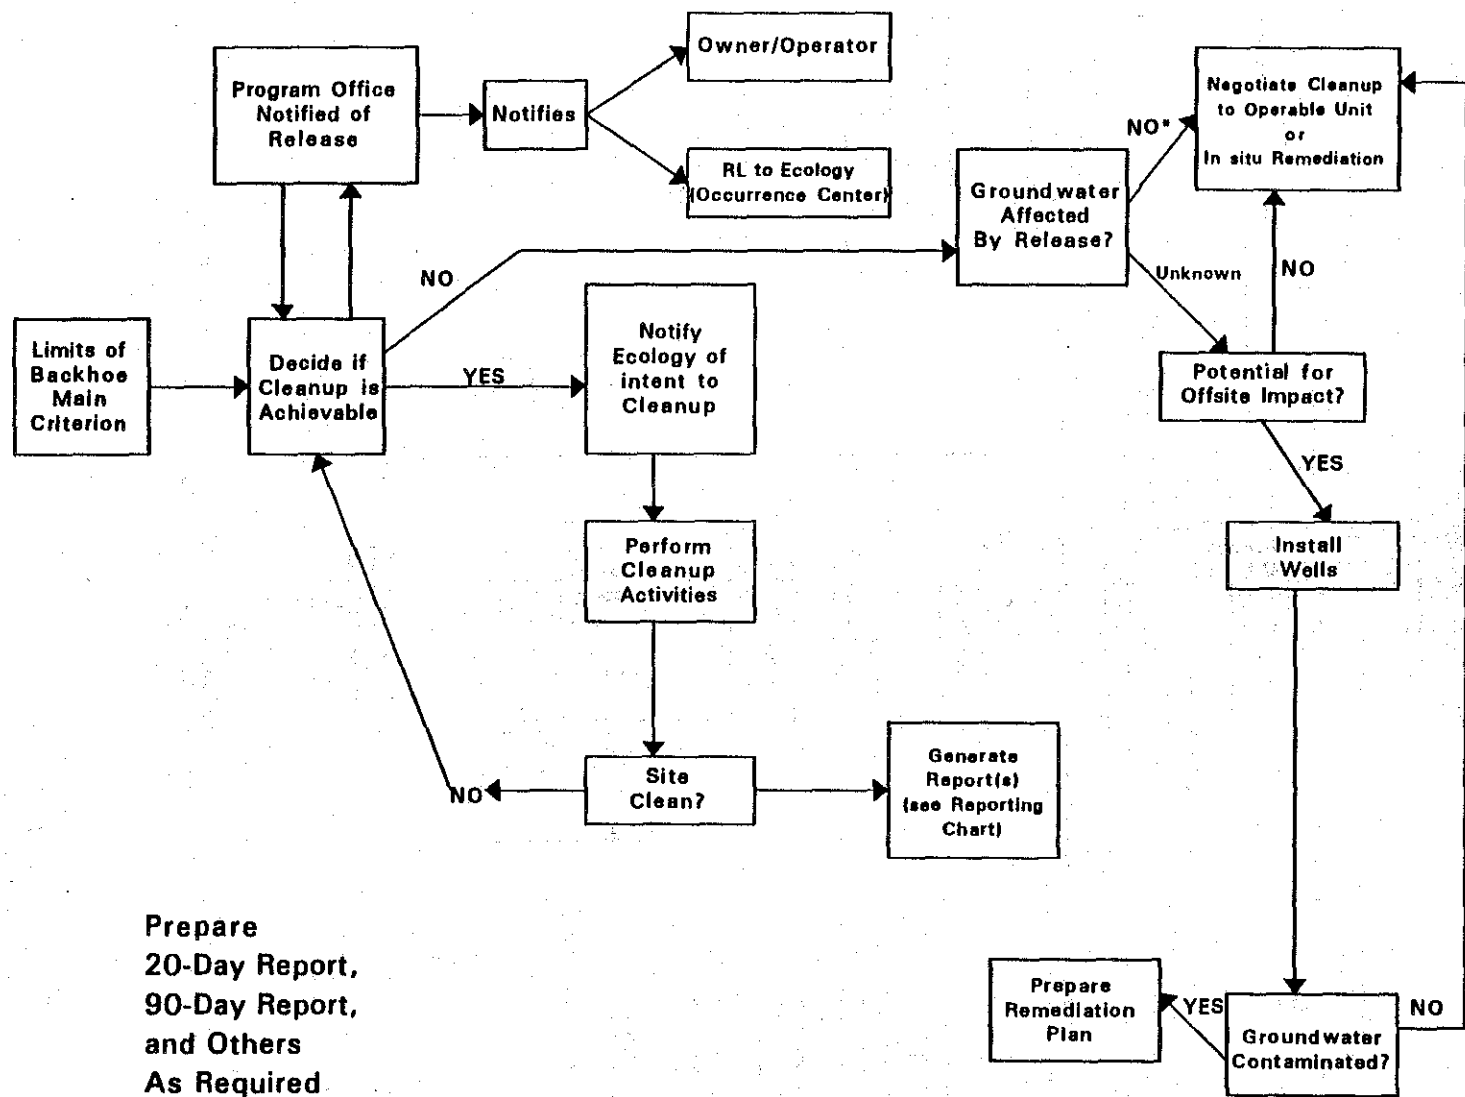 Program Office
Notified of
Release
Notifies
Owner/Operator
RL to Ecology
(Occurrence Center)
Negotiate Cleanup
to Operable Unit
or
In situ Remediation
NO*
Groundwater
Affected
By Release?
Unknown
NO
NO
Limits of
Backhoe
Main
Criterion
Decide if
Cleanup is
Achievable
YES
Notify
Ecology of
intent to
Cleanup
Potential for
Offsite Impact?
YES
Install
Wells
Perform
Cleanup
Activities
NO
Site
Clean?
Generate
Report(s)
(see Reporting
Chart)
Prepare
20-Day Report,
90-Day Report,
and Others
As Required
Prepare
Remediation
Plan
YES
Groundwater
Contaminated?
NO